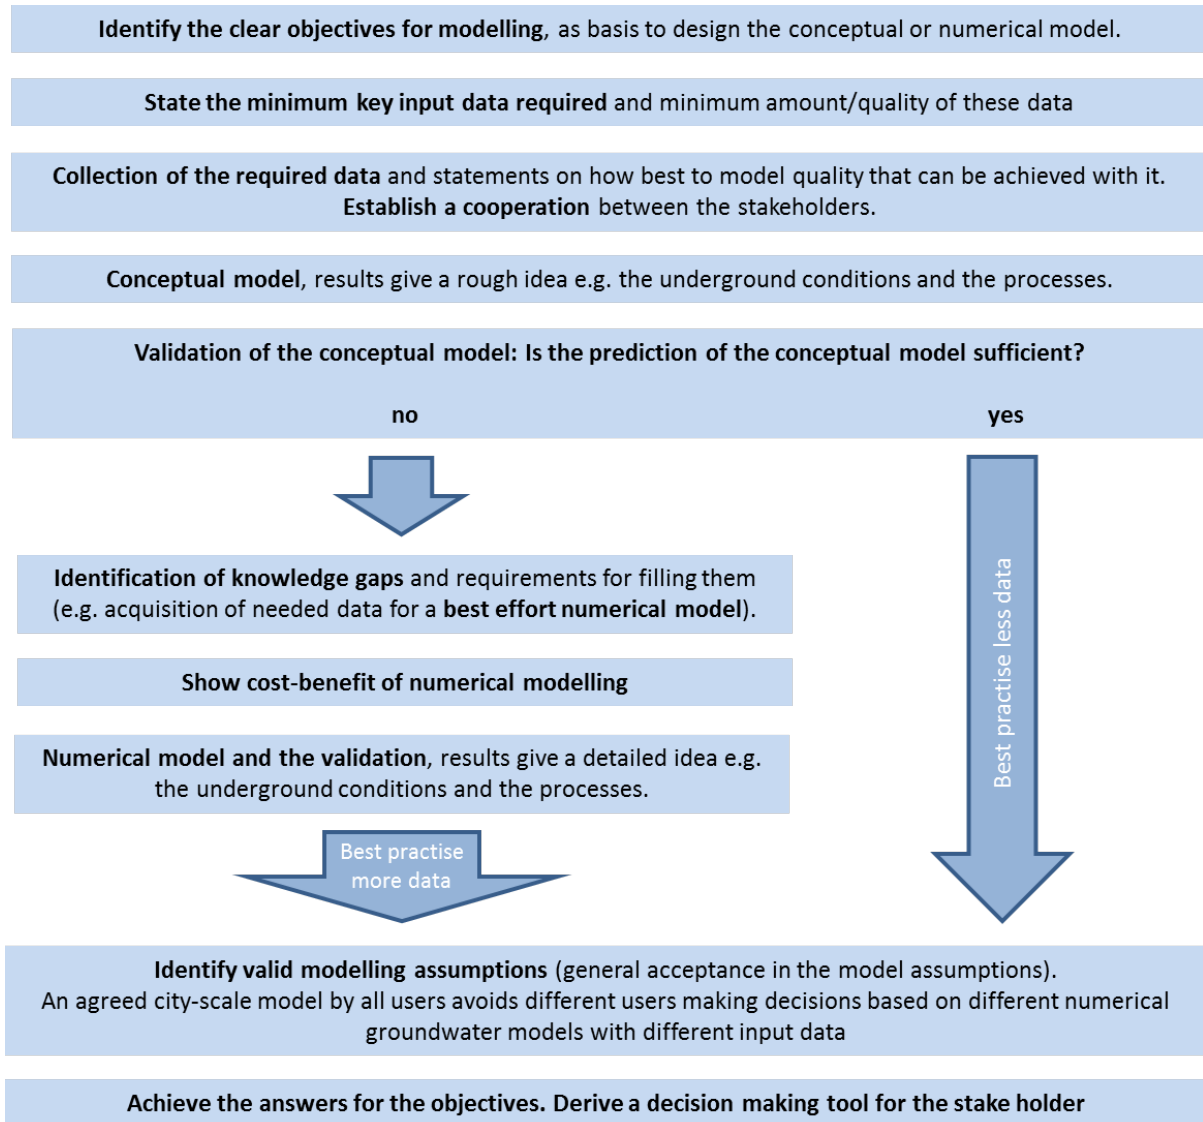 Identify the clear objectives for modelling, as basis to design the conceptual or numerical model.
State the minimum key input data required and minimum amount/quality of these data
Collection of the required data and statements on how best to model quality that can be achieved with it.
Establish a cooperation between the stakeholders.
Conceptual model, results give a rough idea e.g. the underground conditions and the processes.
Validation of the conceptual model: Is the prediction of the conceptual model sufficient?
no
yes
Identification of knowledge gaps and requirements for filling them
(e.g. acquisition of needed data for a best effort numerical model).
Show cost-benefit of numerical modelling
Numerical model and the validation, results give a detailed idea e.g.
the underground conditions and the processes.
Best practise
more data
Best practise less data
Identify valid modelling assumptions (general acceptance in the model assumptions).
An agreed city-scale model by all users avoids different users making decisions based on different numerical
groundwater models with different input data
Achieve the answers for the objectives. Derive a decision making tool for the stake holder